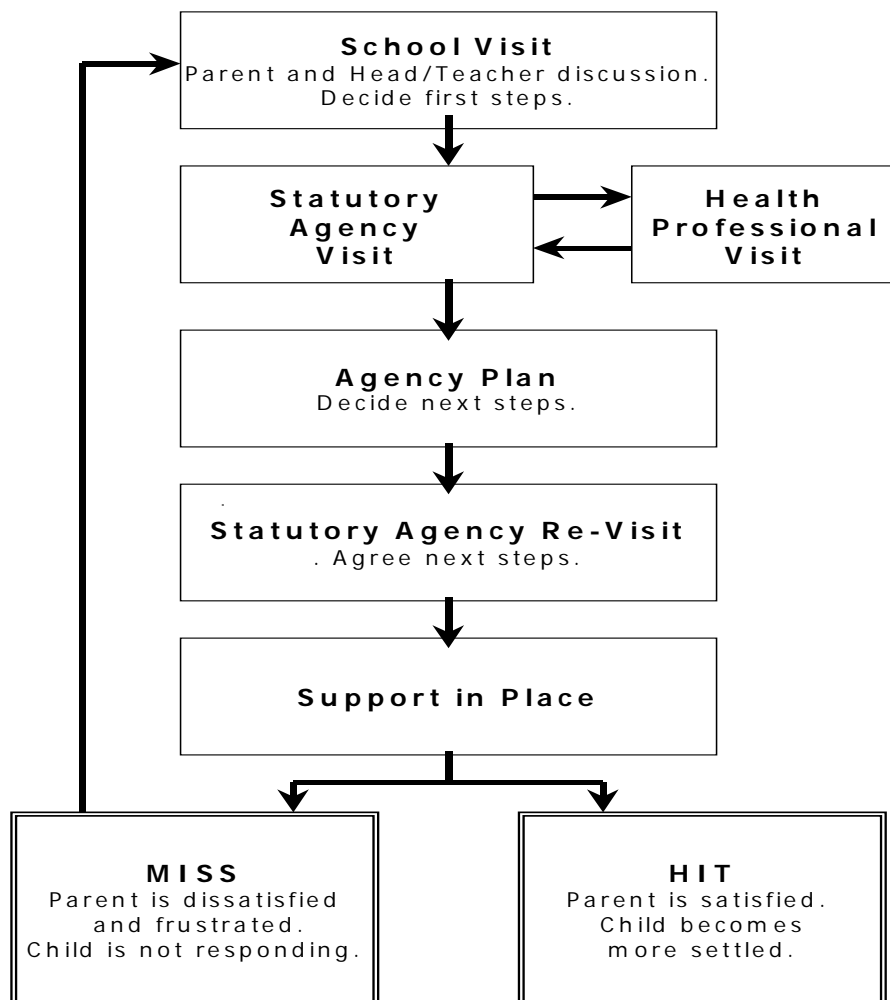 School Visit
Parent and Head/Teacher discussion.
Decide first steps.
Statutory
Agency
Visit
Health
Professional
Visit
Agency Plan
Decide next steps.
.
Statutory Agency Re-Visit
. Agree next steps.
Support in Place
MISS
Parent is dissatisfied
and frustrated.
Child is not responding.
HIT
Parent is satisfied.
Child becomes
more settled.